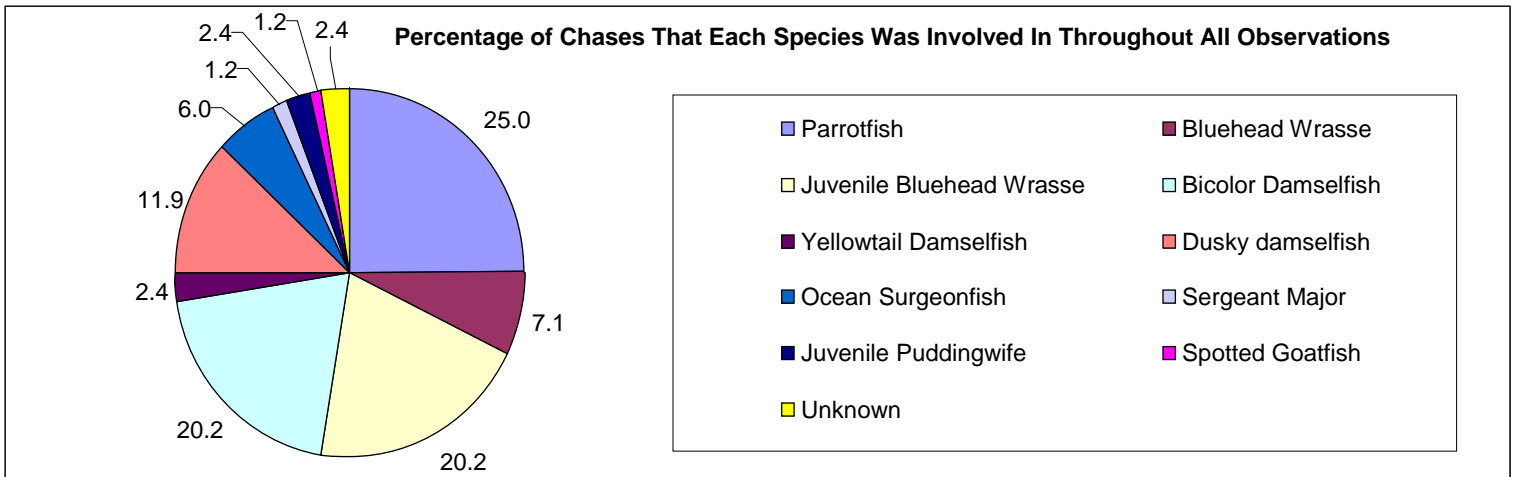 Percentage of Chases That Each Species Was Involved In Throughout All Observations
2.4
1.2
2.4
1.2
6.0
11.9
2.4
20.2
20.2
7.1
25.0
Parrotfish
Bluehead Wrasse
Juvenile Bluehead Wrasse
Bicolor Damselfish
Yellowtail Damselfish
Dusky damselfish
Ocean Surgeonfish
Sergeant Major
Juvenile Puddingwife
Spotted Goatfish
Unknown